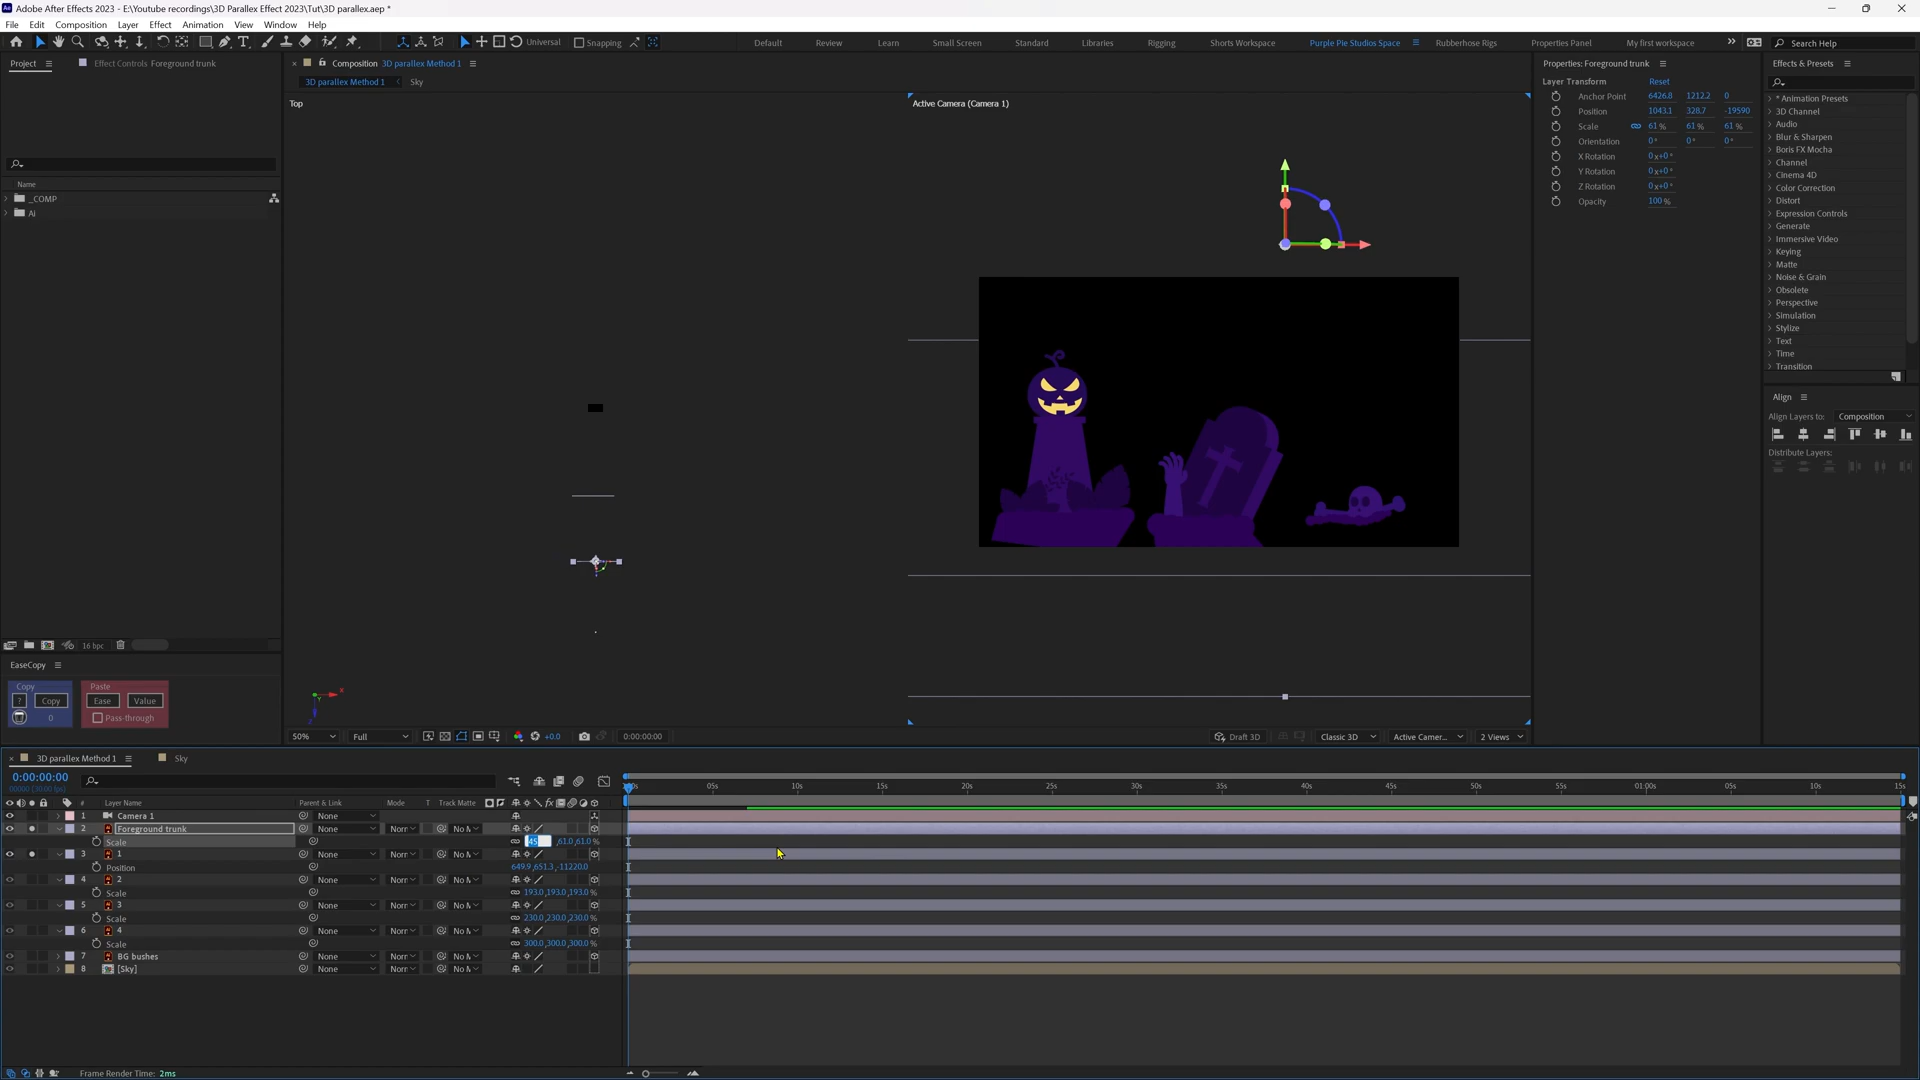 Adobe After Effects 2023 - E:\Youtube recordings\3D Parallex Effect 2023\Tut\3D parallex.aep *
File Edit Composition Layer Effect Animation View Window Help
Universal Snapping Default Review Learn Small Screen Standard Libraries Rigging Shorts Workspace Purple Pie Studios Space Rubberhose Rigs Properties Panel My first workspace Search Help
Project Effect Controls Foreground trunk
Composition 3D parallex Method 1
3D parallex Method 1 Sky
Top
Active Camera (Camera 1)
Name
_COMP
Ai
16 bpc
EaseCopy
Copy Paste
? Copy Ease Value
0 Pass-through
50% Full +0.0 0:00:00:00 Draft 3D Classic 3D Active Camer... 2 Views
Properties: Foreground trunk
Layer Transform Reset
Anchor Point 6426.8 1212.2 0
Position 1043.1 328.7 -19590
Scale 61 % 61 % 61 %
Orientation 0° 0° 0°
X Rotation 0x+0°
Y Rotation 0x+0°
Z Rotation 0x+0°
Opacity 100 %
Effects & Presets
* Animation Presets
3D Channel
Audio
Blur & Sharpen
Boris FX Mocha
Channel
Cinema 4D
Color Correction
Distort
Expression Controls
Generate
Immersive Video
Keying
Matte
Noise & Grain
Obsolete
Perspective
Simulation
Stylize
Text
Time
Transition
Align
Align Layers to: Composition
Distribute Layers:
3D parallex Method 1 Sky
0:00:00:00
00000 (30.00 fps)
# Layer Name Parent & Link Mode T Track Matte
05s 10s 15s 20s 25s 30s 35s 40s 45s 50s 55s 01:00s 05s 10s 15s
1 Camera 1 None
2 Foreground trunk None Norr No M
Scale 45 ,61.0,61.0 %
3 1 None Norr No M
Position 649.9,651.3,-11220.0
4 2 None Norr No M
Scale 193.0,193.0,193.0 %
5 3 None Norr No M
Scale 230.0,230.0,230.0 %
6 4 None Norr No M
Scale 300.0,300.0,300.0 %
7 BG bushes None Norr No M
8 [Sky] None Norr No M
Frame Render Time: 2ms